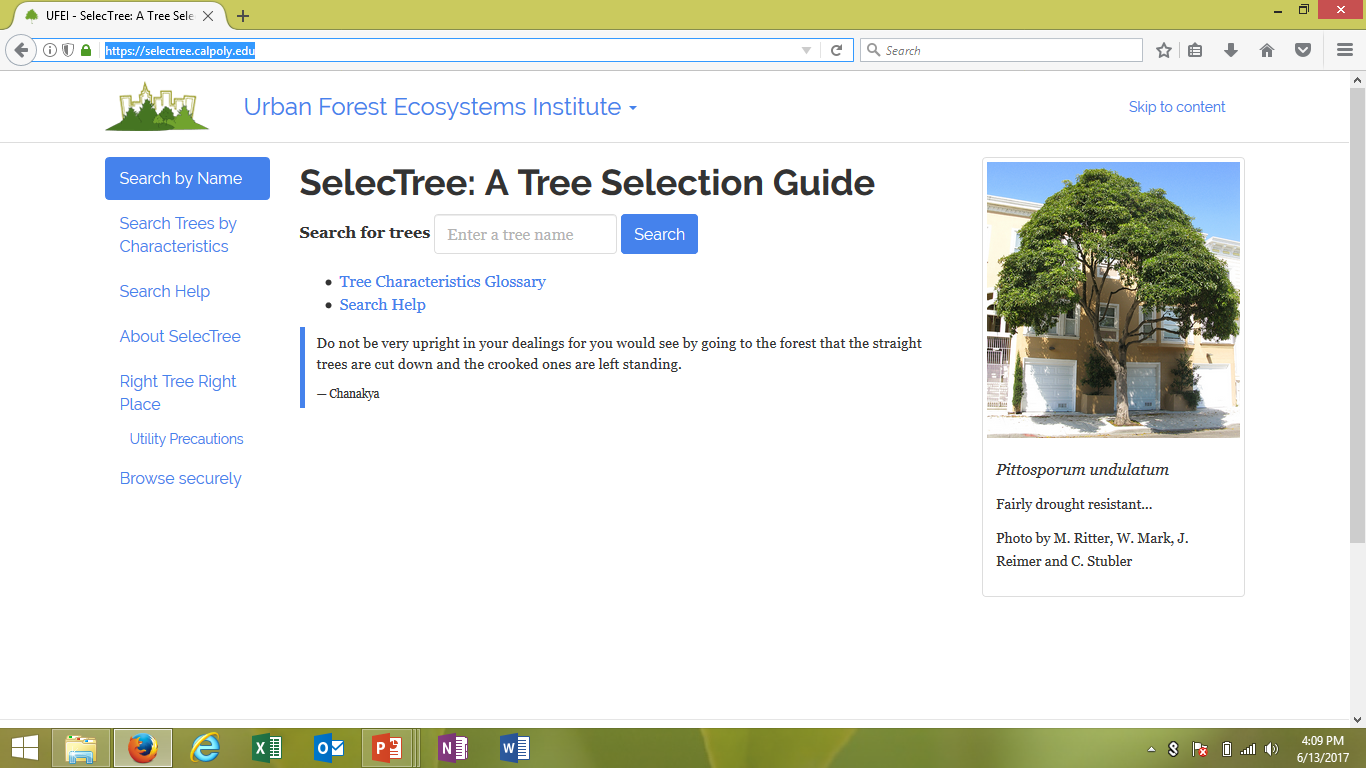 UFEI - SelecTree: A Tree Sele
https://selectree.calpoly.edu
Search
Urban Forest Ecosystems Institute
Skip to content
Search by Name
Search Trees by
Characteristics
Search Help
About SelecTree
Right Tree Right
Place
Utility Precautions
Browse securely
SelecTree: A Tree Selection Guide
Search for trees Enter a tree name Search
Tree Characteristics Glossary
Search Help
Do not be very upright in your dealings for you would see by going to the forest that the straight
trees are cut down and the crooked ones are left standing.
— Chanakya
Pittosporum undulatum
Fairly drought resistant...
Photo by M. Ritter, W. Mark, J.
Reimer and C. Stubler
4:09 PM
6/13/2017